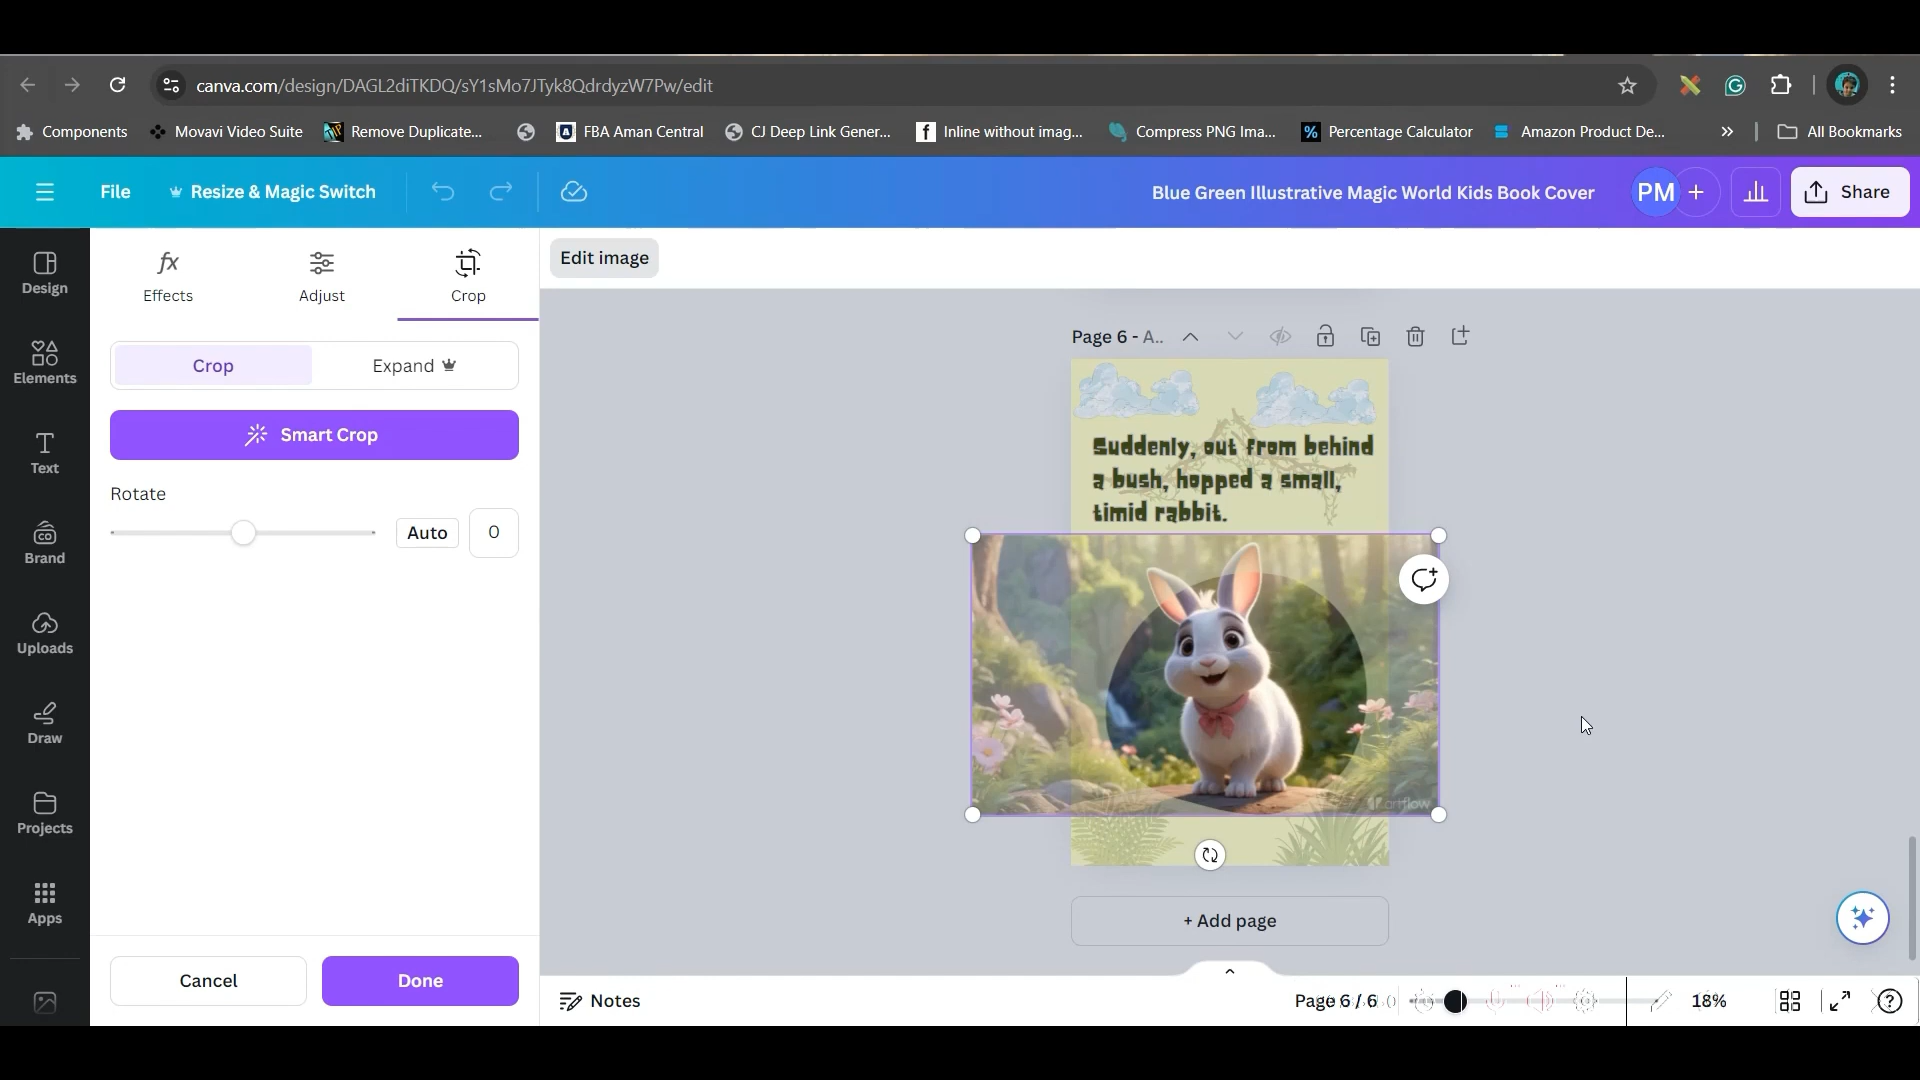 canva.com/design/DAGL2diTKDQ/sY1sMo7JTyk8QdrdyzW7Pw/edit
Components Movavi Video Suite Remove Duplicate... FBA Aman Central CJ Deep Link Gener... Inline without imag... Compress PNG Ima... Percentage Calculator Amazon Product De... » All Bookmarks
File Resize & Magic Switch Blue Green Illustrative Magic World Kids Book Cover PM + Share
Design
Elements
Text
Brand
Uploads
Draw
Projects
Apps
Effects Adjust Crop
Crop Expand
Smart Crop
Rotate
Auto 0
Cancel Done
Edit image
Page 6 - A..
Suddenly, out from behind
a bush, hopped a small,
timid rabbit.
artflow
+ Add page
Notes Page 6 / 6 18%